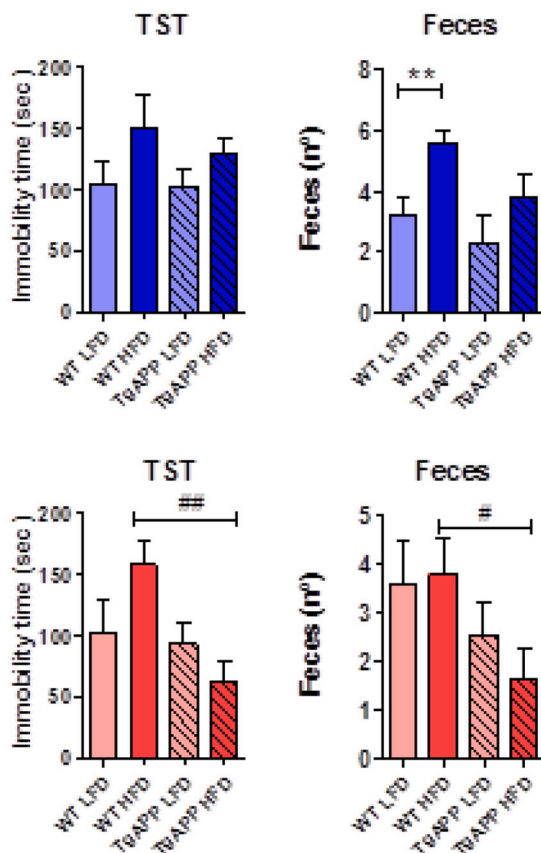 TST
Immobility time (sec)
200
150
100
50
0
WT LFD
WT HFD
TgAPP LFD
TgAPP HFD
Feces
Feces (nº)
8
6
4
2
0
**
WT LFD
WT HFD
TgAPP LFD
TgAPP HFD
TST
Immobility time (sec)
200
150
100
50
0
##
WT LFD
WT HFD
TgAPP LFD
TgAPP HFD
Feces
Feces (nº)
5
4
3
2
1
0
#
WT LFD
WT HFD
TgAPP LFD
TgAPP HFD